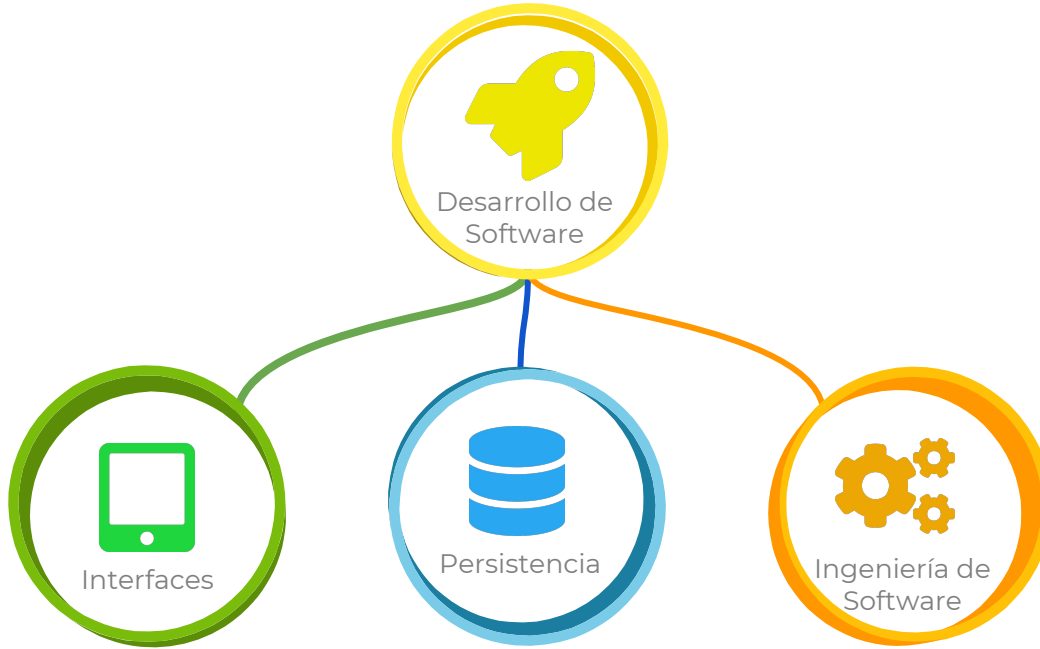 Desarrollo de
Software
Interfaces
Persistencia
Ingeniería de
Software